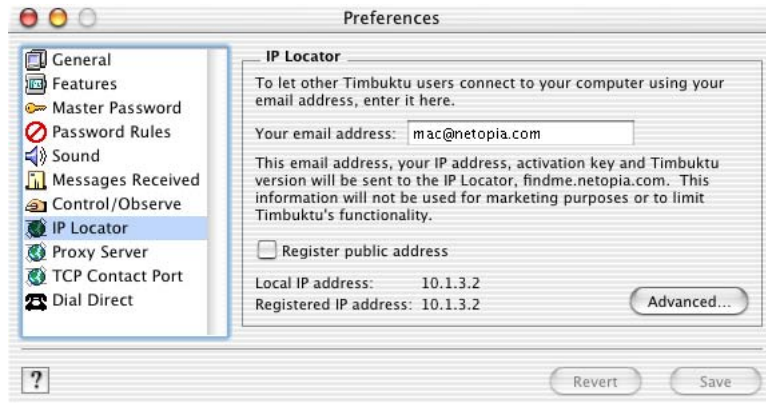 Preferences
General
Features
Master Password
Password Rules
Sound
Messages Received
Control/Observe
IP Locator
Proxy Server
TCP Contact Port
Dial Direct
IP Locator
To let other Timbuktu users connect to your computer using your
email address, enter it here.
Your email address: mac@netopia.com
This email address, your IP address, activation key and Timbuktu
version will be sent to the IP Locator, findme.netopia.com. This
information will not be used for marketing purposes or to limit
Timbuktu's functionality.
Register public address
Local IP address: 10.1.3.2
Registered IP address: 10.1.3.2
Advanced...
?
Revert
Save